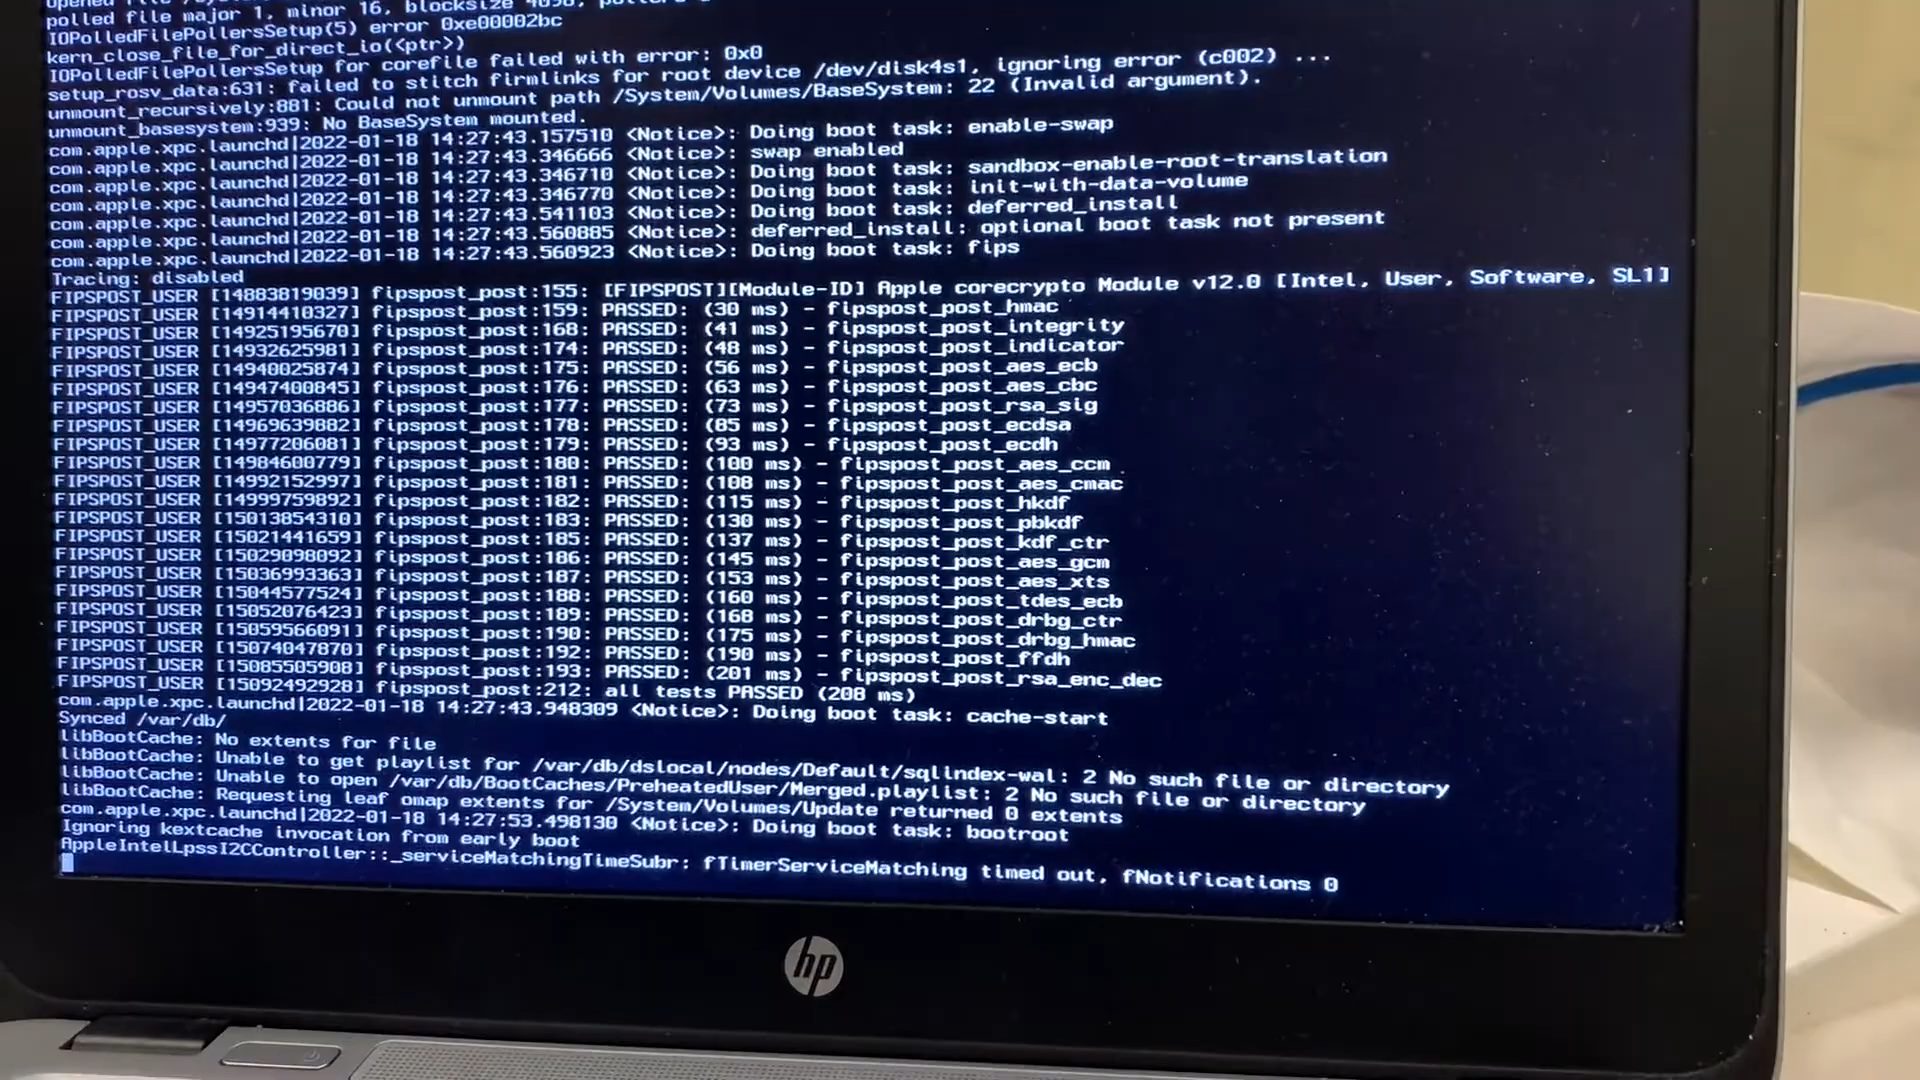 polled file major 1, minor 16, blocksize 4096,
IOPolledFilePollersSetup(5) error 0xe00002bc
kern_close_file_for_direct_io(<ptr>)
IOPolledFilePollersSetup for corefile failed with error: 0x0
setup_rosv_data:631: failed to stitch firmlinks for root device /dev/disk4s1, ignoring error (c002) ...
unmount_recursively:881: Could not unmount path /System/Volumes/BaseSystem: 22 (Invalid argument).
unmount_basesystem:939: No BaseSystem mounted.
com.apple.xpc.launchd|2022-01-18 14:27:43.157510 <Notice>: Doing boot task: enable-swap
com.apple.xpc.launchd|2022-01-18 14:27:43.346666 <Notice>: swap enabled
com.apple.xpc.launchd|2022-01-18 14:27:43.346710 <Notice>: Doing boot task: sandbox-enable-root-translation
com.apple.xpc.launchd|2022-01-18 14:27:43.346770 <Notice>: Doing boot task: init-with-data-volume
com.apple.xpc.launchd|2022-01-18 14:27:43.541103 <Notice>: Doing boot task: deferred_install
com.apple.xpc.launchd|2022-01-18 14:27:43.560885 <Notice>: deferred_install: optional boot task not present
com.apple.xpc.launchd|2022-01-18 14:27:43.560923 <Notice>: Doing boot task: fips
Tracing: disabled
FIPSPOST_USER [14883819039] fipspost_post:155: [FIPSPOST][Module-ID] Apple corecrypto Module v12.0 [Intel, User, Software, SL1]
FIPSPOST_USER [14914410327] fipspost_post:159: PASSED: (30 ms) - fipspost_post_hmac
FIPSPOST_USER [14925195670] fipspost_post:168: PASSED: (41 ms) - fipspost_post_integrity
FIPSPOST_USER [14932625981] fipspost_post:174: PASSED: (48 ms) - fipspost_post_indicator
FIPSPOST_USER [14940025874] fipspost_post:175: PASSED: (56 ms) - fipspost_post_aes_ecb
FIPSPOST_USER [14947400845] fipspost_post:176: PASSED: (63 ms) - fipspost_post_aes_cbc
FIPSPOST_USER [14957036886] fipspost_post:177: PASSED: (73 ms) - fipspost_post_rsa_sig
FIPSPOST_USER [14969639882] fipspost_post:178: PASSED: (85 ms) - fipspost_post_ecdsa
FIPSPOST_USER [14977206081] fipspost_post:179: PASSED: (93 ms) - fipspost_post_ecdh
FIPSPOST_USER [14984600779] fipspost_post:180: PASSED: (100 ms) - fipspost_post_aes_ccm
FIPSPOST_USER [14992152997] fipspost_post:181: PASSED: (108 ms) - fipspost_post_aes_cmac
FIPSPOST_USER [14999759892] fipspost_post:182: PASSED: (115 ms) - fipspost_post_hkdf
FIPSPOST_USER [15013854310] fipspost_post:183: PASSED: (130 ms) - fipspost_post_pbkdf
FIPSPOST_USER [15021441659] fipspost_post:185: PASSED: (137 ms) - fipspost_post_kdf_ctr
FIPSPOST_USER [15029098092] fipspost_post:186: PASSED: (145 ms) - fipspost_post_aes_gcm
FIPSPOST_USER [15036993363] fipspost_post:187: PASSED: (153 ms) - fipspost_post_aes_xts
FIPSPOST_USER [15044577524] fipspost_post:188: PASSED: (160 ms) - fipspost_post_tdes_ecb
FIPSPOST_USER [15052076423] fipspost_post:189: PASSED: (168 ms) - fipspost_post_drbg_ctr
FIPSPOST_USER [15059566091] fipspost_post:190: PASSED: (175 ms) - fipspost_post_drbg_hmac
FIPSPOST_USER [15074047870] fipspost_post:192: PASSED: (190 ms) - fipspost_post_ffdh
FIPSPOST_USER [15085505908] fipspost_post:193: PASSED: (201 ms) - fipspost_post_rsa_enc_dec
FIPSPOST_USER [15092492928] fipspost_post:212: all tests PASSED (208 ms)
com.apple.xpc.launchd|2022-01-18 14:27:43.948309 <Notice>: Doing boot task: cache-start
Synced /var/db/
libBootCache: No extents for file
libBootCache: Unable to get playlist for /var/db/dslocal/nodes/Default/sqlindex-wal: 2 No such file or directory
libBootCache: Unable to open /var/db/BootCaches/PreheatedUser/Merged.playlist: 2 No such file or directory
libBootCache: Requesting leaf omap extents for /System/Volumes/Update returned 0 extents
com.apple.xpc.launchd|2022-01-18 14:27:53.498130 <Notice>: Doing boot task: bootroot
Ignoring kextcache invocation from early boot
AppleIntelLpssI2CController::_serviceMatchingTimeSubr: fTimerServiceMatching timed out, fNotifications 0
hp